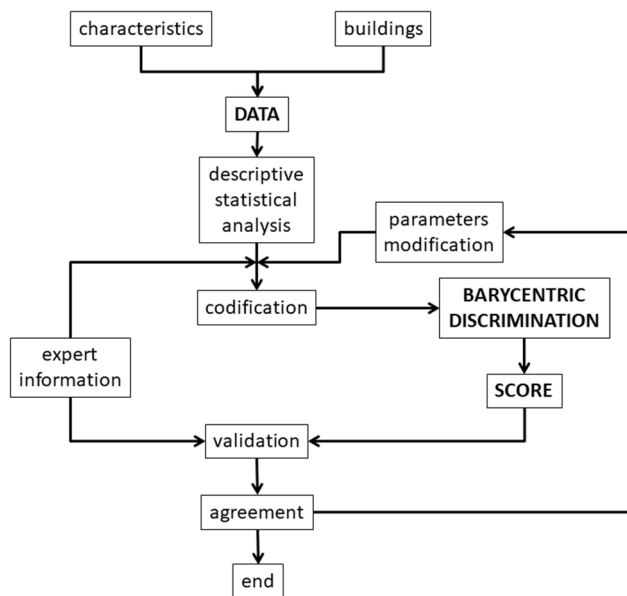 characteristics
buildings
DATA
descriptive
statistical
analysis
parameters
modification
codification
BARYCENTRIC
DISCRIMINATION
expert
information
SCORE
validation
agreement
end